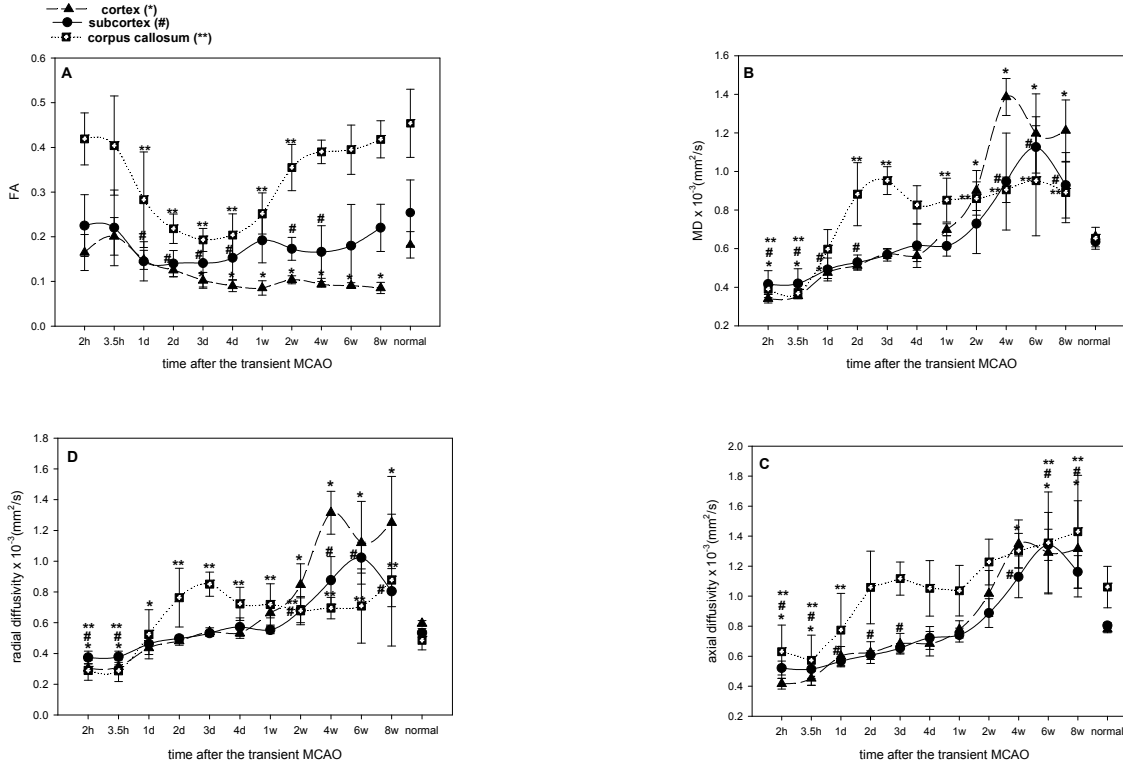 cortex (*)
subcortex (#)
corpus callosum (**)
A
FA
0.6
0.5
0.4
0.3
0.2
0.1
0.0
** ** ** ** ** **
# # # # # #
* * * * * * *
2h 3.5h 1d 2d 3d 4d 1w 2w 4w 6w 8w normal
time after the transient MCAO
B
MD x 10⁻³(mm²/s)
1.6
1.4
1.2
1.0
0.8
0.6
0.4
0.2
* * * *
** ** ** ** ** ** ** **
# # # # # # #
* * *
2h 3.5h 1d 2d 3d 4d 1w 2w 4w 6w 8w normal
time after the transient MCAO
D
radial diffusivity x 10⁻³(mm²/s)
1.8
1.6
1.4
1.2
1.0
0.8
0.6
0.4
0.2
0.0
* * * *
** ** ** ** ** ** ** ** **
# # # # # #
* * *
2h 3.5h 1d 2d 3d 4d 1w 2w 4w 6w 8w normal
time after the transient MCAO
C
axial diffusivity x 10⁻³(mm²/s)
2.0
1.8
1.6
1.4
1.2
1.0
0.8
0.6
0.4
0.2
** ** ** ** **
# # # # # # # #
* * * * *
2h 3.5h 1d 2d 3d 4d 1w 2w 4w 6w 8w normal
time after the transient MCAO